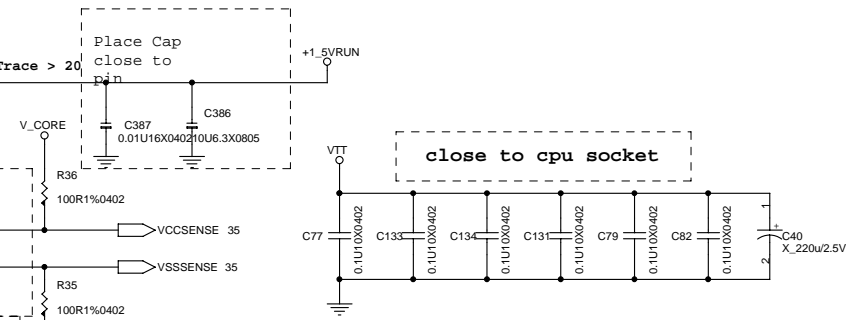 Place Cap
close to
pin
Trace > 20
+1_5VRUN
C387
0.01U16X0402
C386
10U6.3X0805
V_CORE
R36
100R1%0402
VCCSENSE 35
VSSSENSE 35
R35
100R1%0402
VTT
close to cpu socket
C77
0.1U10X0402
C133
0.1U10X0402
C134
0.1U10X0402
C131
0.1U10X0402
C79
0.1U10X0402
C82
0.1U10X0402
1
+
C40
X_220u/2.5V
2